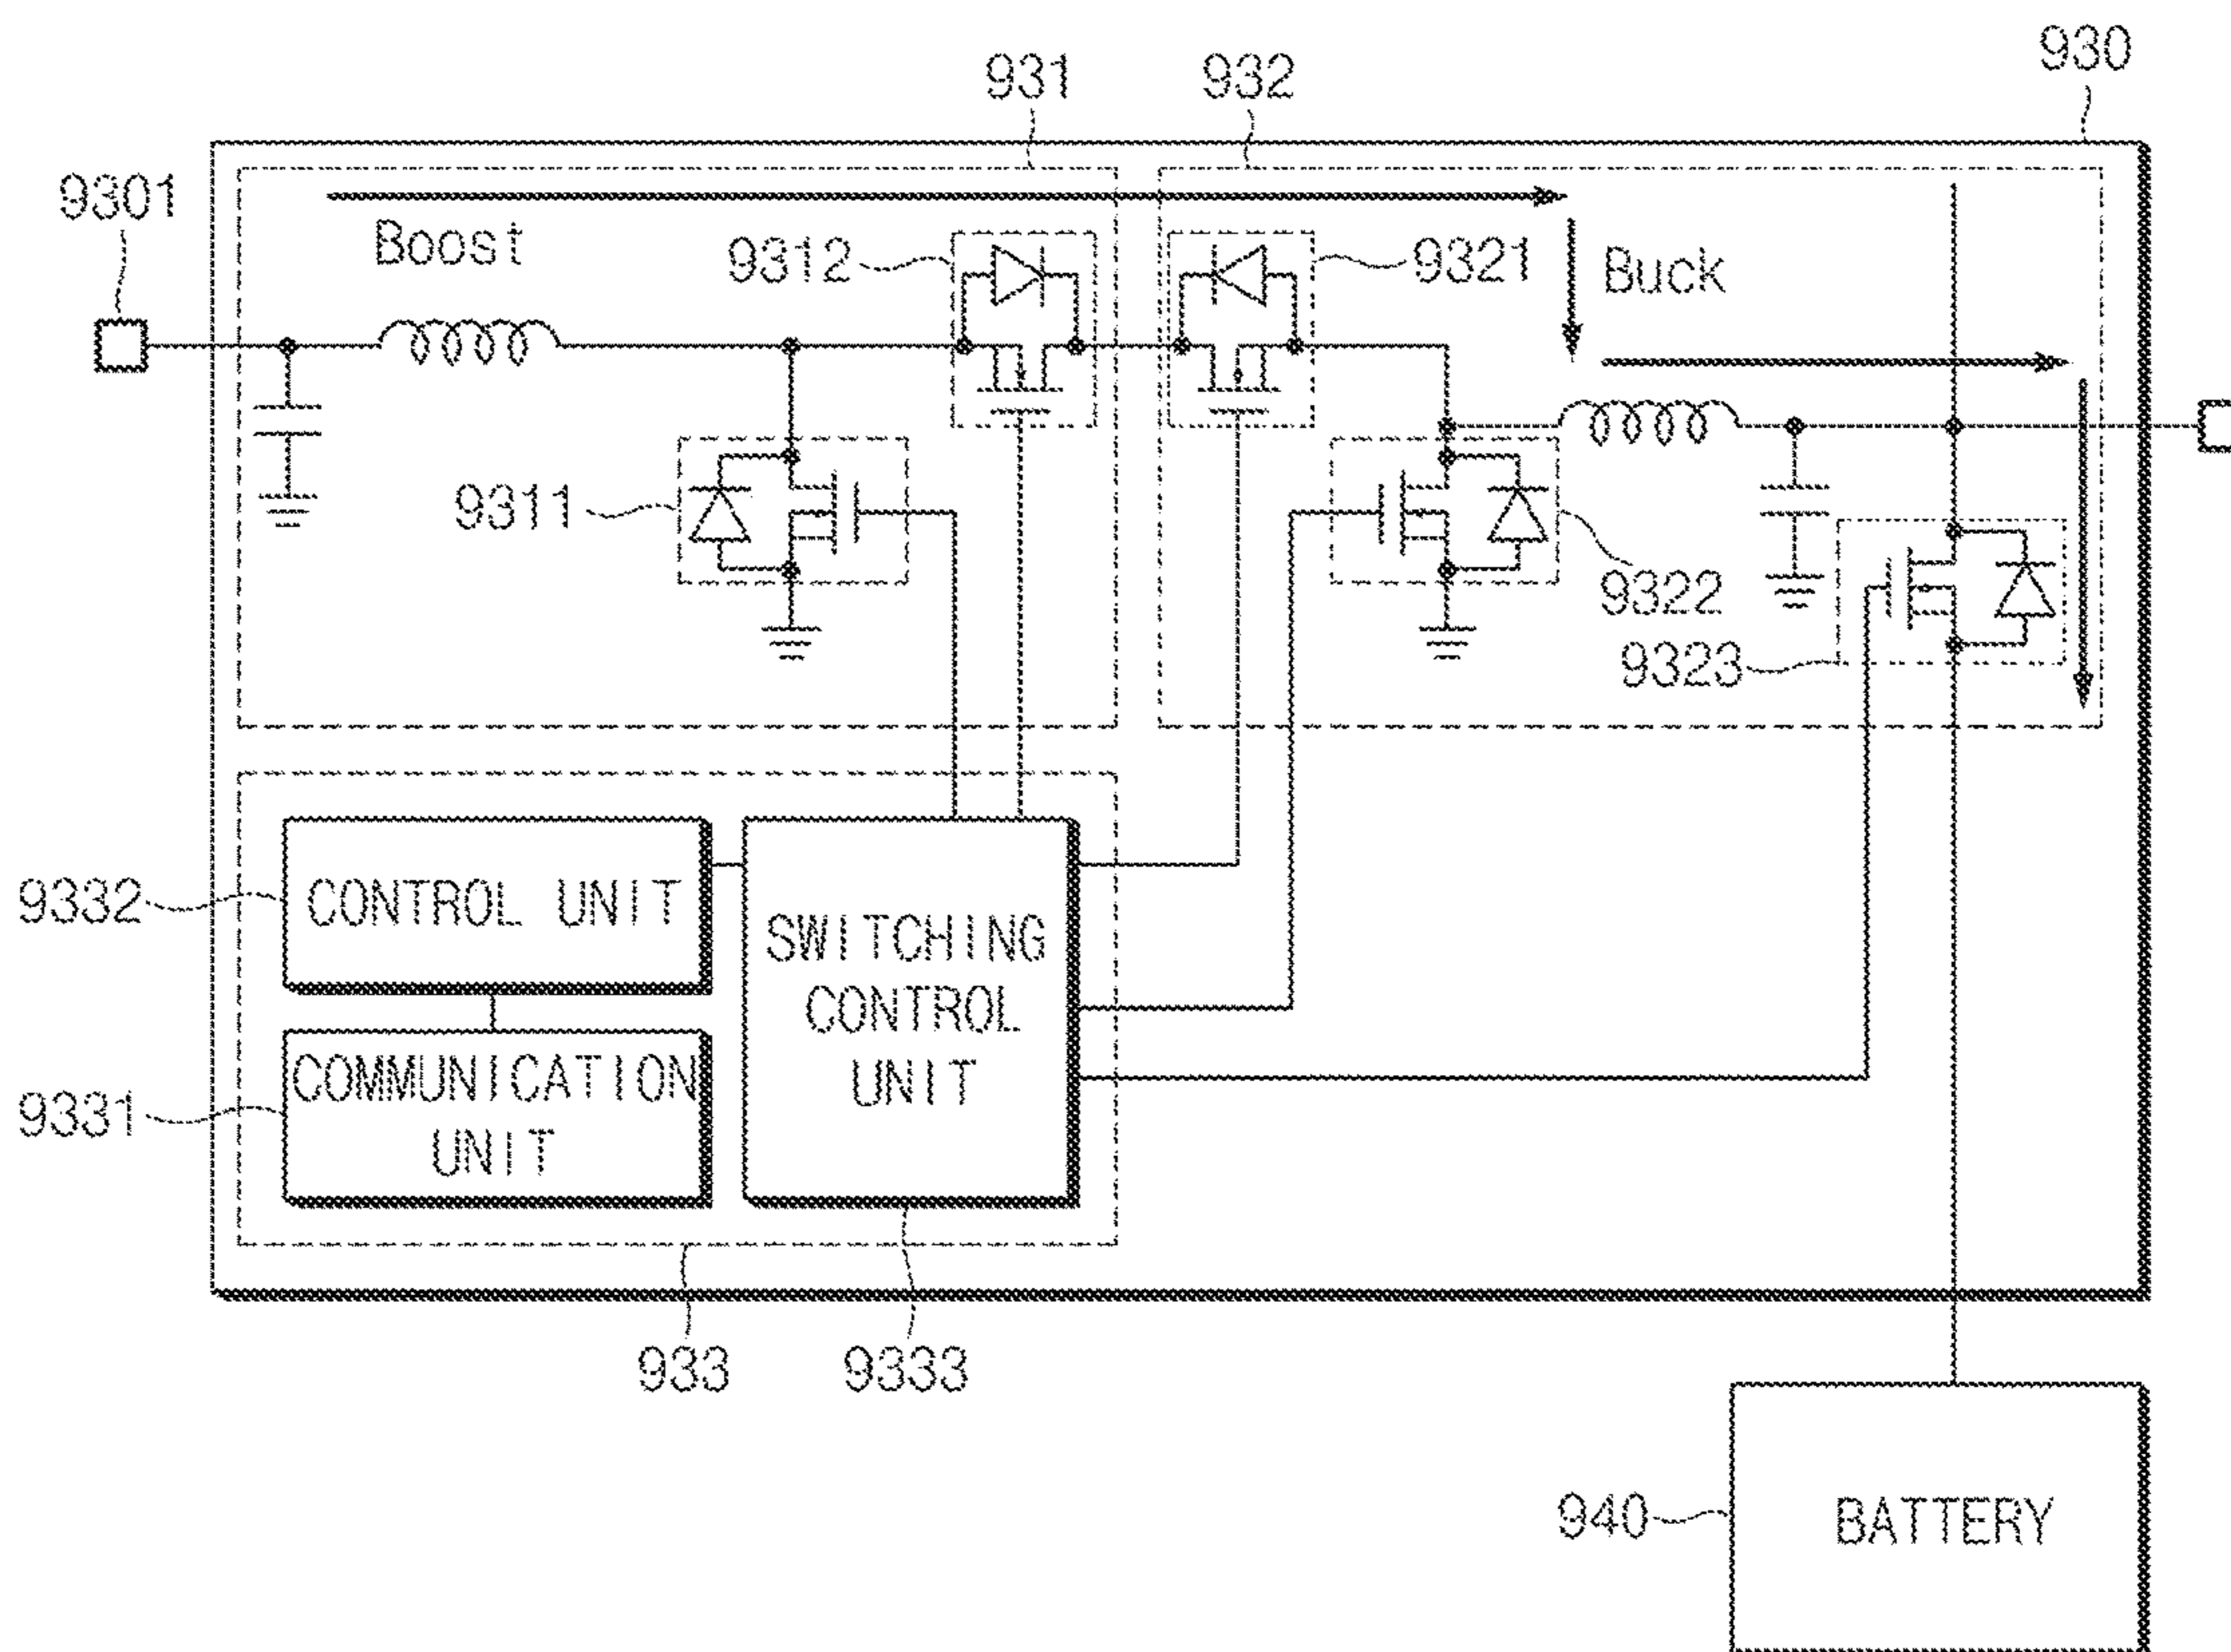 930
931
932
9301
Boost
9312
9321
Buck
9311
9322
9323
9332
CONTROL UNIT
SWITCHING
CONTROL
UNIT
9331
COMMUNICATION
UNIT
933
9333
940
BATTERY